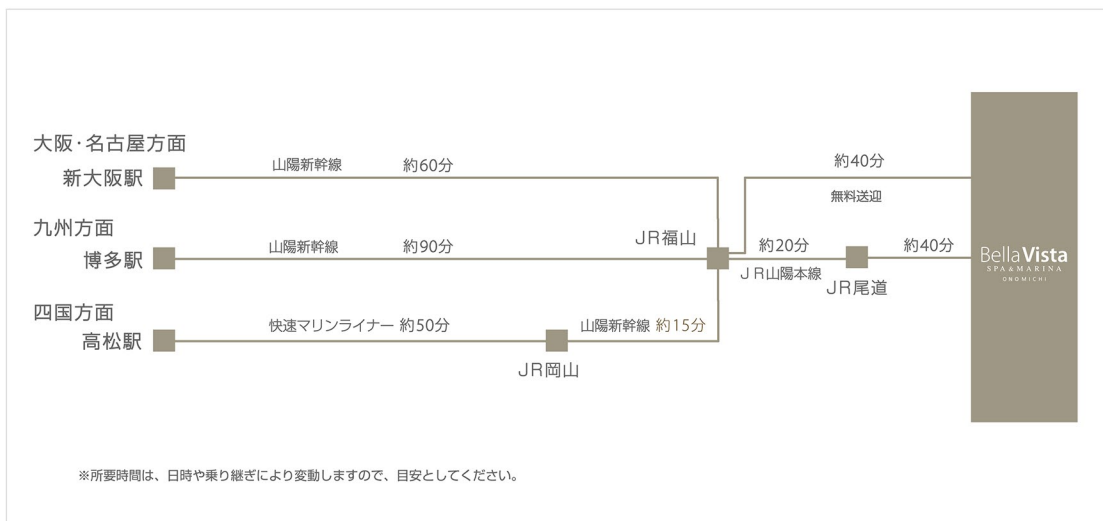 大阪・名古屋方面
新大阪駅
山陽新幹線 約60分
約40分
無料送迎
九州方面
博多駅
山陽新幹線 約90分
JR福山
約20分
JR山陽本線
JR尾道
約40分
Bella Vista
SPA & MARINA
ONOMICHI
四国方面
高松駅
快速マリンライナー 約50分
JR岡山
山陽新幹線 約15分
※所要時間は、日時や乗り継ぎにより変動しますので、目安としてください。